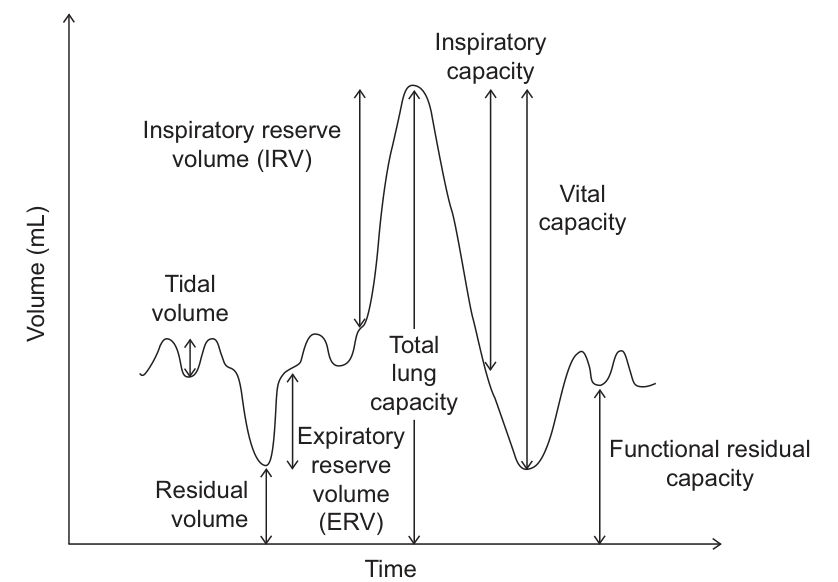 Inspiratory
capacity
Inspiratory reserve
volume (IRV)
Vital
capacity
Volume (mL)
Tidal
volume
Total
lung
capacity
Expiratory
reserve
volume
(ERV)
Functional residual
capacity
Residual
volume
Time